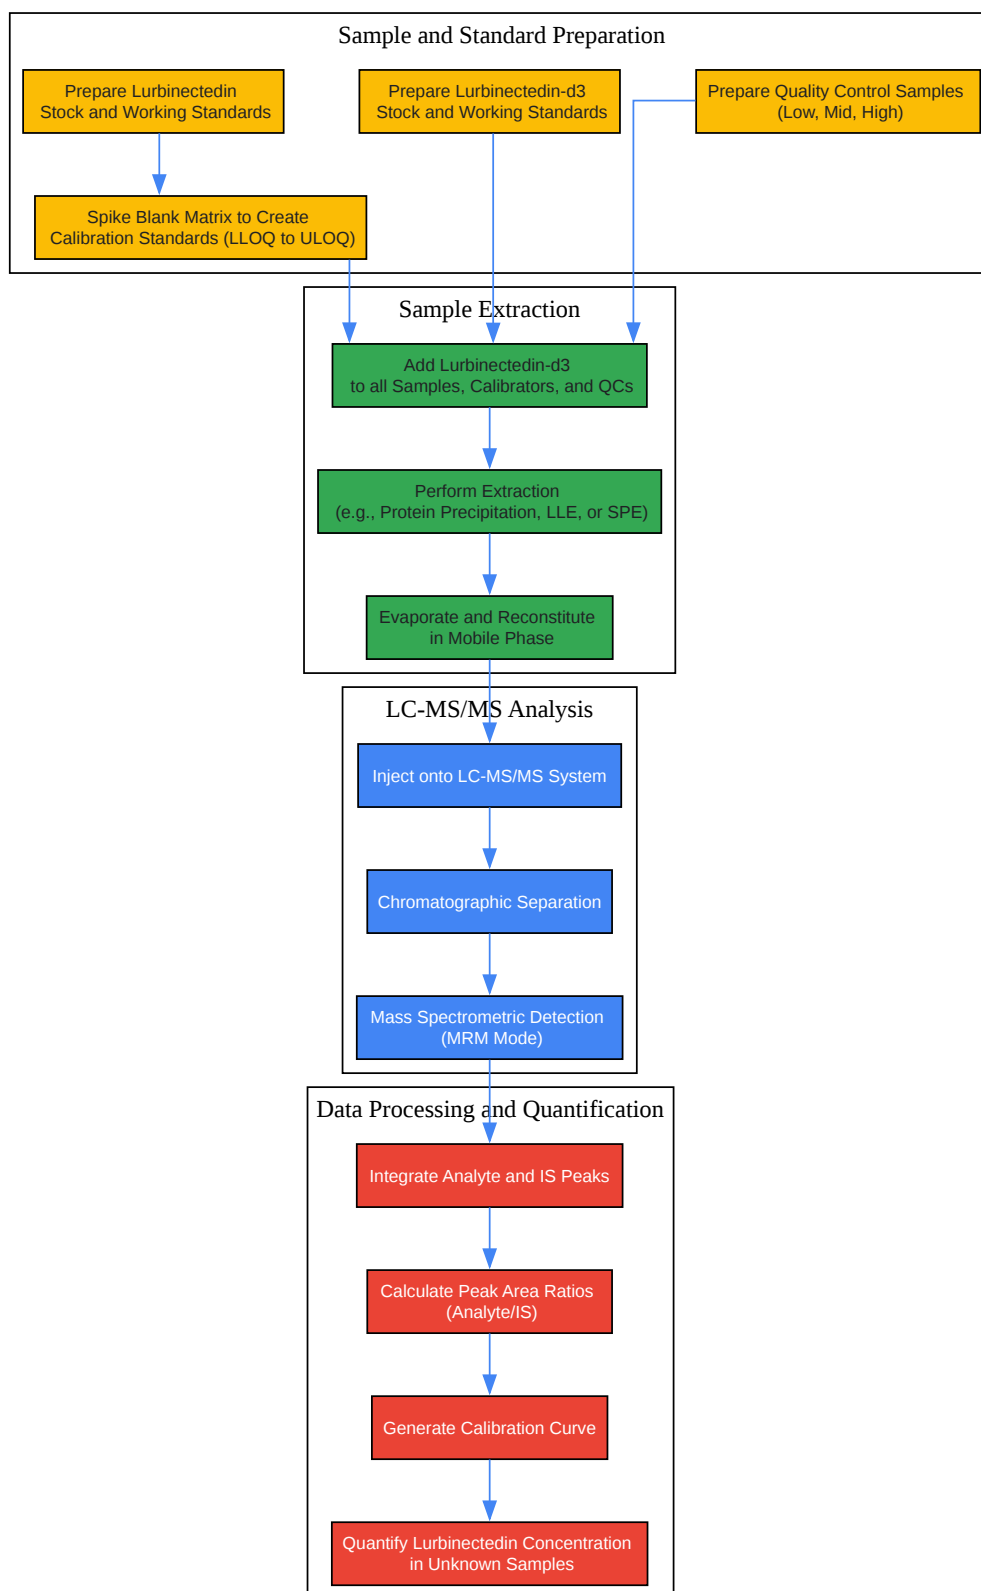 Sample and Standard Preparation
Prepare Lurbinectedin
Stock and Working Standards
Prepare Lurbinectedin-d3
Stock and Working Standards
Prepare Quality Control Samples
(Low, Mid, High)
Spike Blank Matrix to Create
Calibration Standards (LLOQ to ULOQ)
Sample Extraction
Add Lurbinectedin-d3
to all Samples, Calibrators, and QCs
Perform Extraction
(e.g., Protein Precipitation, LLE, or SPE)
Evaporate and Reconstitute
in Mobile Phase
LC-MS/MS Analysis
Inject onto LC-MS/MS System
Chromatographic Separation
Mass Spectrometric Detection
(MRM Mode)
Data Processing and Quantification
Integrate Analyte and IS Peaks
Calculate Peak Area Ratios
(Analyte/IS)
Generate Calibration Curve
Quantify Lurbinectedin Concentration
in Unknown Samples